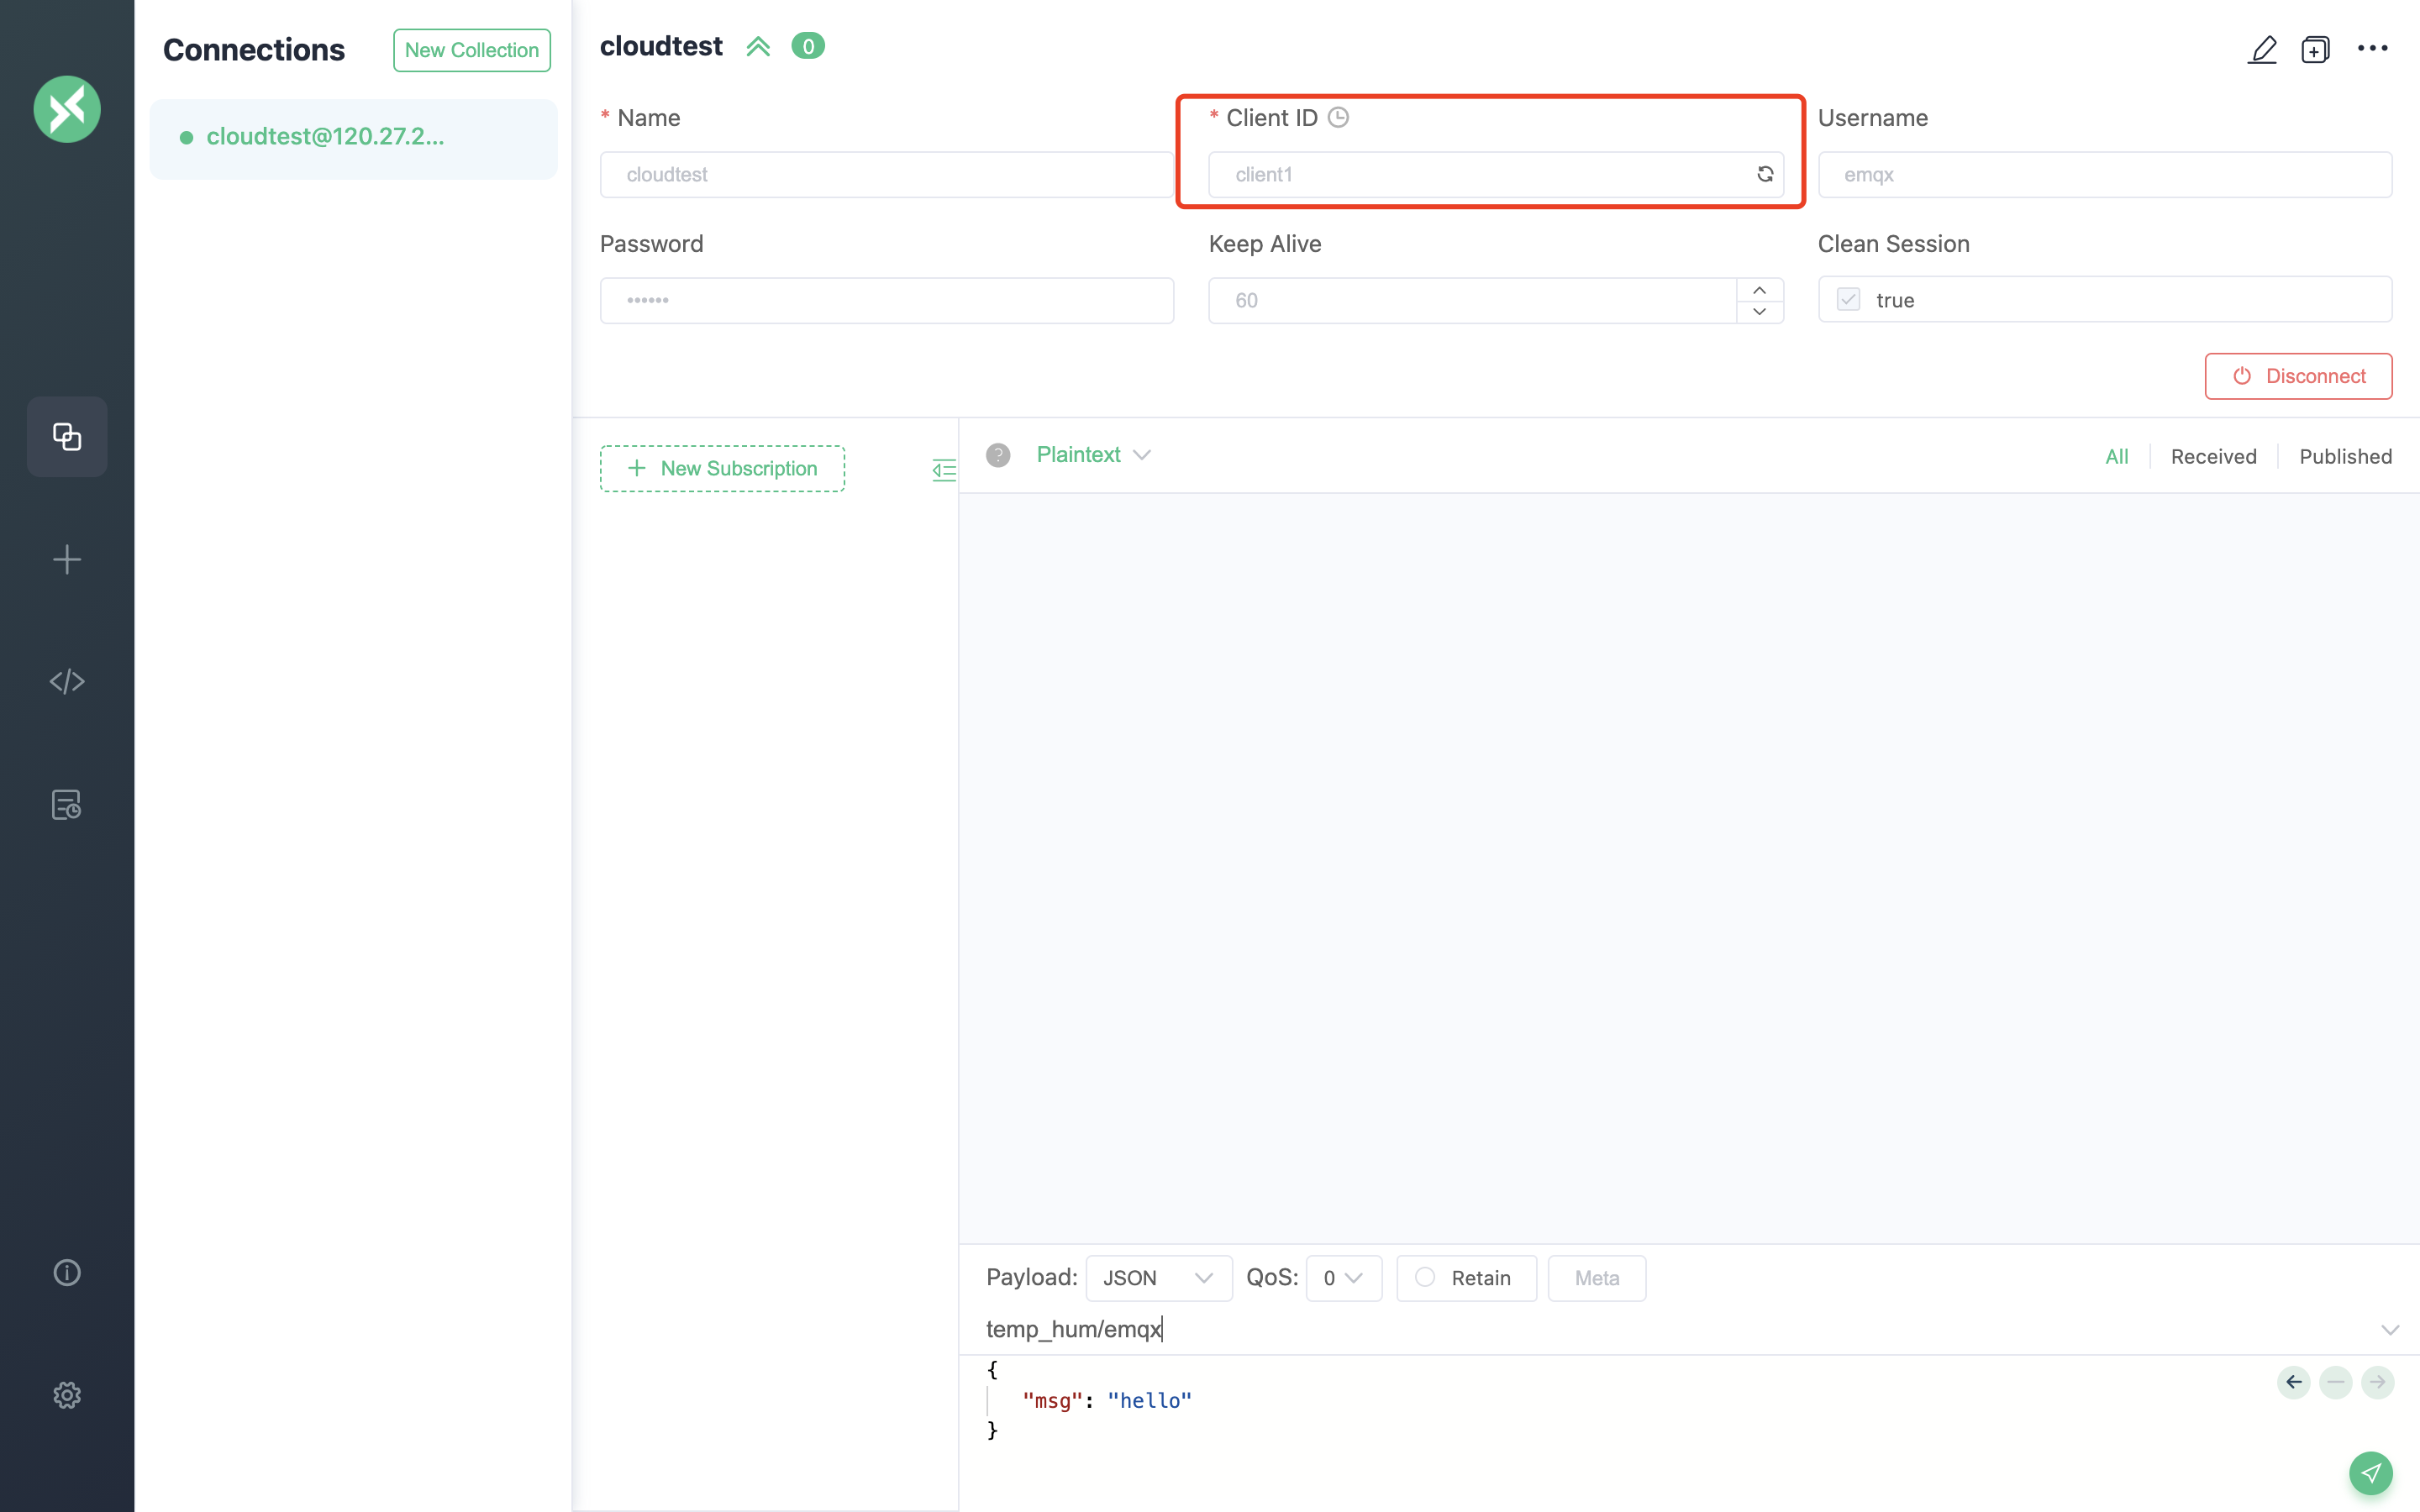 Connections
New Collection
cloudtest@120.27.2...
cloudtest 0
* Name
cloudtest
* Client ID
client1
Username
emqx
Password
••••••
Keep Alive
60
Clean Session
true
Disconnect
+ New Subscription
? Plaintext
All Received Published
Payload: JSON QoS: 0 Retain Meta
temp_hum/emqx
{
"msg": "hello"
}